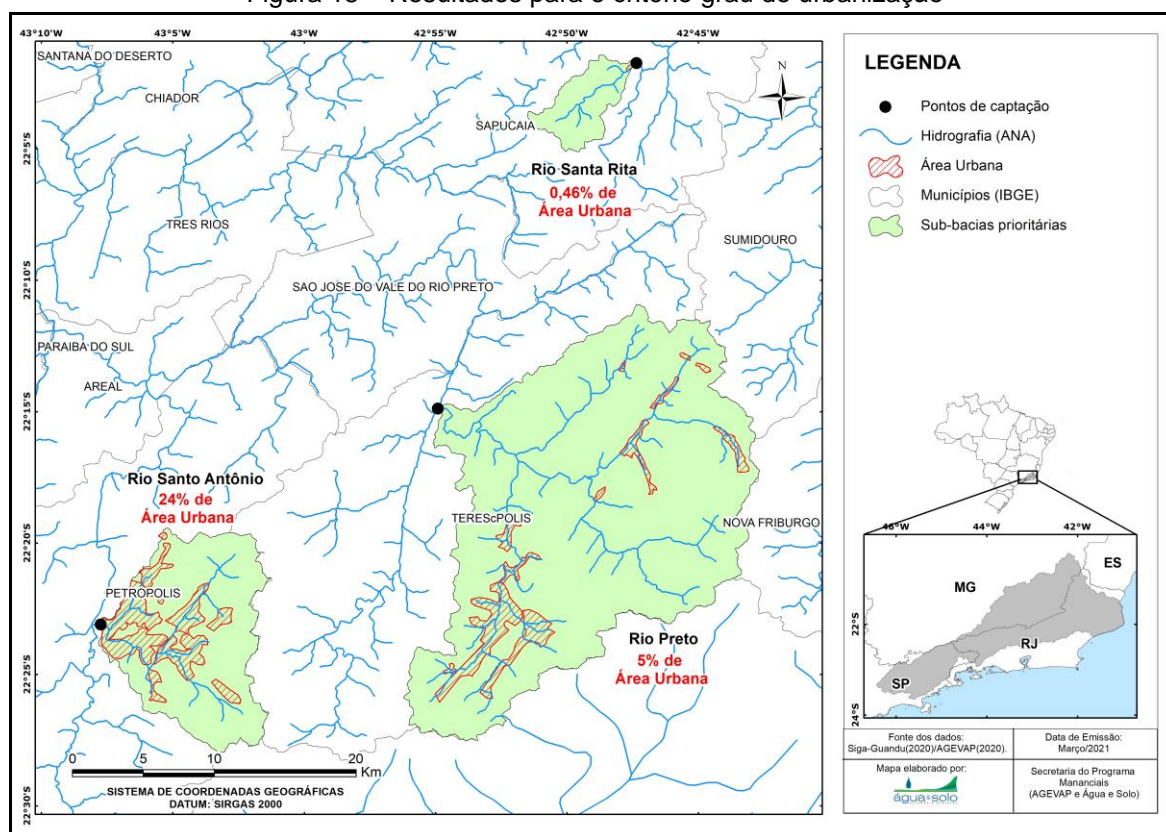 Figura 18 – Resultados para o critério grau de urbanização
43°10'W
43°5'W
42°55'W
42°50'W
42°45'W
SANTANA DO DESERTO
CHIADOR
SAPUCAIA
N
22°5'S
Rio Santa Rita
0,46% de
Área Urbana
TRES RIOS
SUMIDOURO
22°10'S
SAO JOSE DO VALE DO RIO PRETO
PARAIBA DO SUL
AREAL
22°15'S
Rio Santo Antônio
24% de
Área Urbana
TEREScPOLIS
NOVA FRIBURGO
22°20'S
PETROPOLIS
Rio Preto
5% de
Área Urbana
22°25'S
0 5 10 20
Km
SISTEMA DE COORDENADAS GEOGRÁFICAS
DATUM: SIRGAS 2000
22°30'S
LEGENDA
Pontos de captação
Hidrografia (ANA)
Área Urbana
Municípios (IBGE)
Sub-bacias prioritárias
46°W
44°W
42°W
ES
MG
22°S
RJ
SP
24°S
Fonte dos dados:
Siga-Guandu(2020)/AGEVAP(2020).
Data de Emissão:
Março/2021
Mapa elaborado por:
água&solo
Secretaria do Programa
Mananciais
(AGEVAP e Água e Solo)